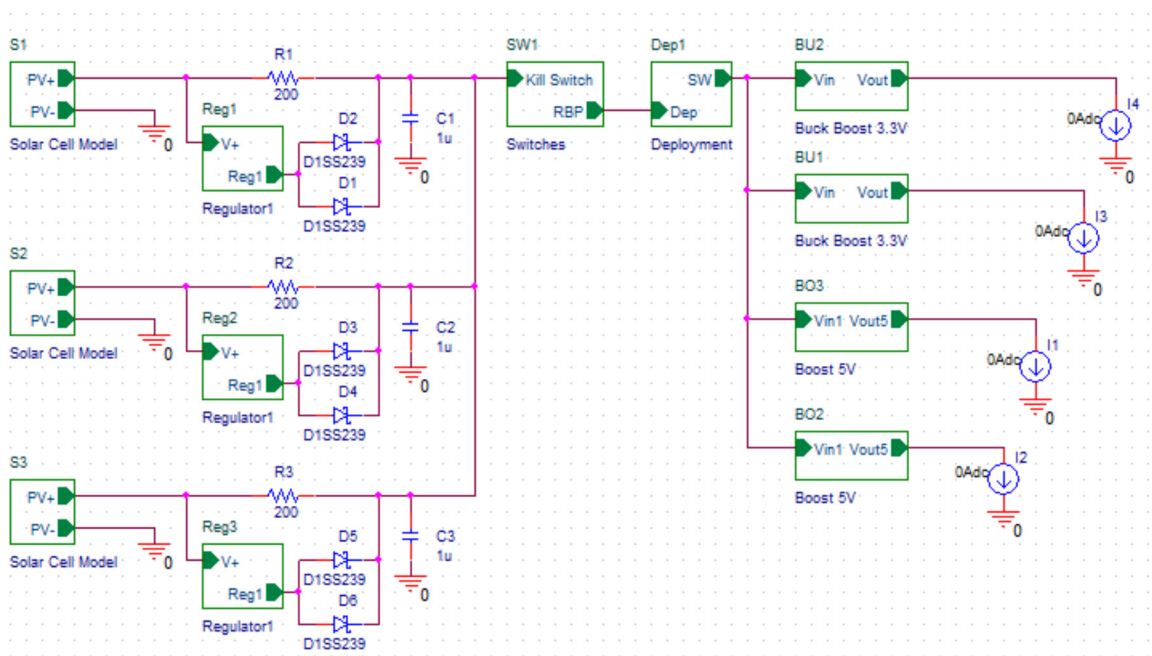 S1
PV+
PV-
0
Solar Cell Model
R1
200
Reg1
V+
Reg1
Regulator1
D2
D1SS239
D1
D1SS239
C1
1u
0
SW1
Kill Switch
RBP
Switches
Dep1
SW
Dep
Deployment
BU2
Vin Vout
Buck Boost 3.3V
I4
0Adc
0
BU1
Vin Vout
Buck Boost 3.3V
I3
0Adc
0
S2
PV+
PV-
0
Solar Cell Model
R2
200
Reg2
V+
Reg1
Regulator1
D3
D1SS239
D4
D1SS239
C2
1u
0
BO3
Vin1 Vout5
Boost 5V
I1
0Adc
0
BO2
Vin1 Vout5
Boost 5V
I2
0Adc
0
S3
PV+
PV-
0
Solar Cell Model
R3
200
Reg3
V+
Reg1
Regulator1
D5
D1SS239
D6
D1SS239
C3
1u
0